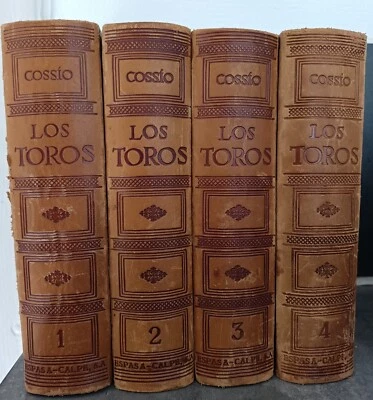 COSSÍO
LOS
TOROS
1
ESPASA-CALPE, S.A.
COSSÍO
LOS
TOROS
2
ESPASA-CALPE, S.A.
COSSÍO
LOS
TOROS
3
ESPASA-CALPE, S.A.
COSSÍO
LOS
TOROS
4
ESPASA-CALPE, S.A.